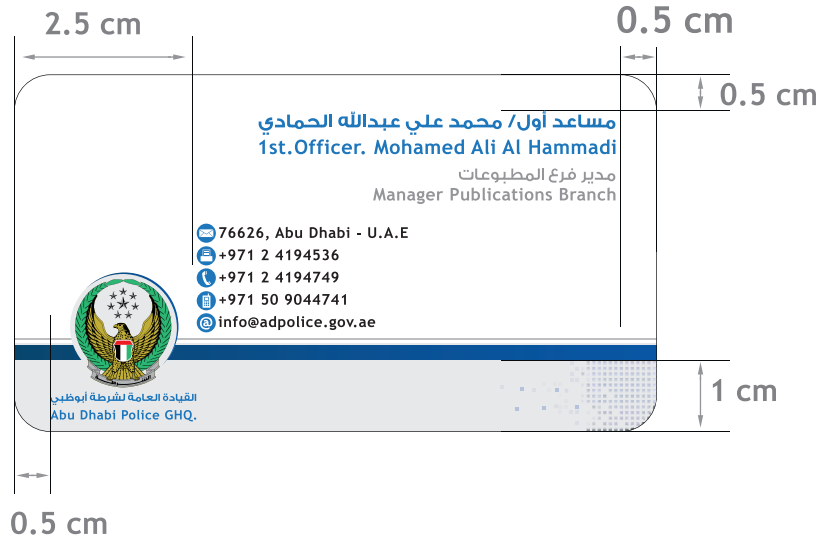 2.5 cm
0.5 cm
0.5 cm
مساعد أول/ محمد علي عبدالله الحمادي
1st.Officer. Mohamed Ali Al Hammadi
مدير فرع المطبوعات
Manager Publications Branch
76626, Abu Dhabi - U.A.E
+971 2 4194536
+971 2 4194749
+971 50 9044741
@ info@adpolice.gov.ae
القيادة العامة لشرطة أبوظبي
Abu Dhabi Police GHQ.
1 cm
0.5 cm